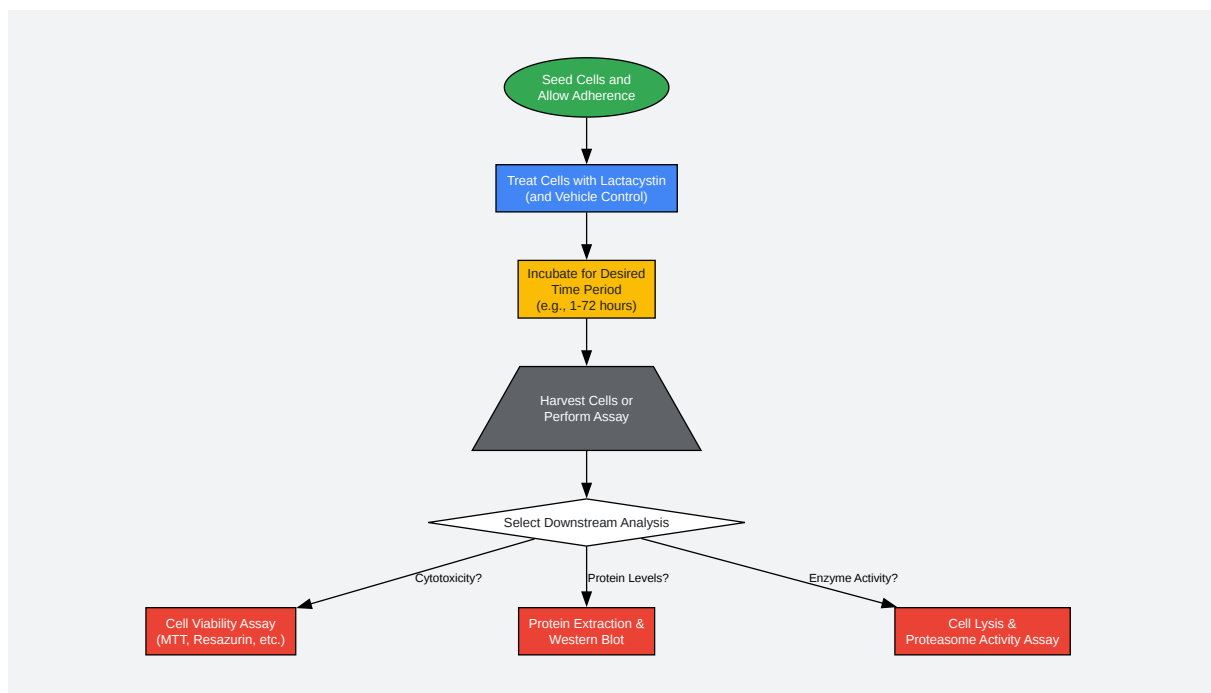 Seed Cells and
Allow Adherence
Treat Cells with Lactacystin
(and Vehicle Control)
Incubate for Desired
Time Period
(e.g., 1-72 hours)
Harvest Cells or
Perform Assay
Select Downstream Analysis
Cytotoxicity?
Protein Levels?
Enzyme Activity?
Cell Viability Assay
(MTT, Resazurin, etc.)
Protein Extraction &
Western Blot
Cell Lysis &
Proteasome Activity Assay